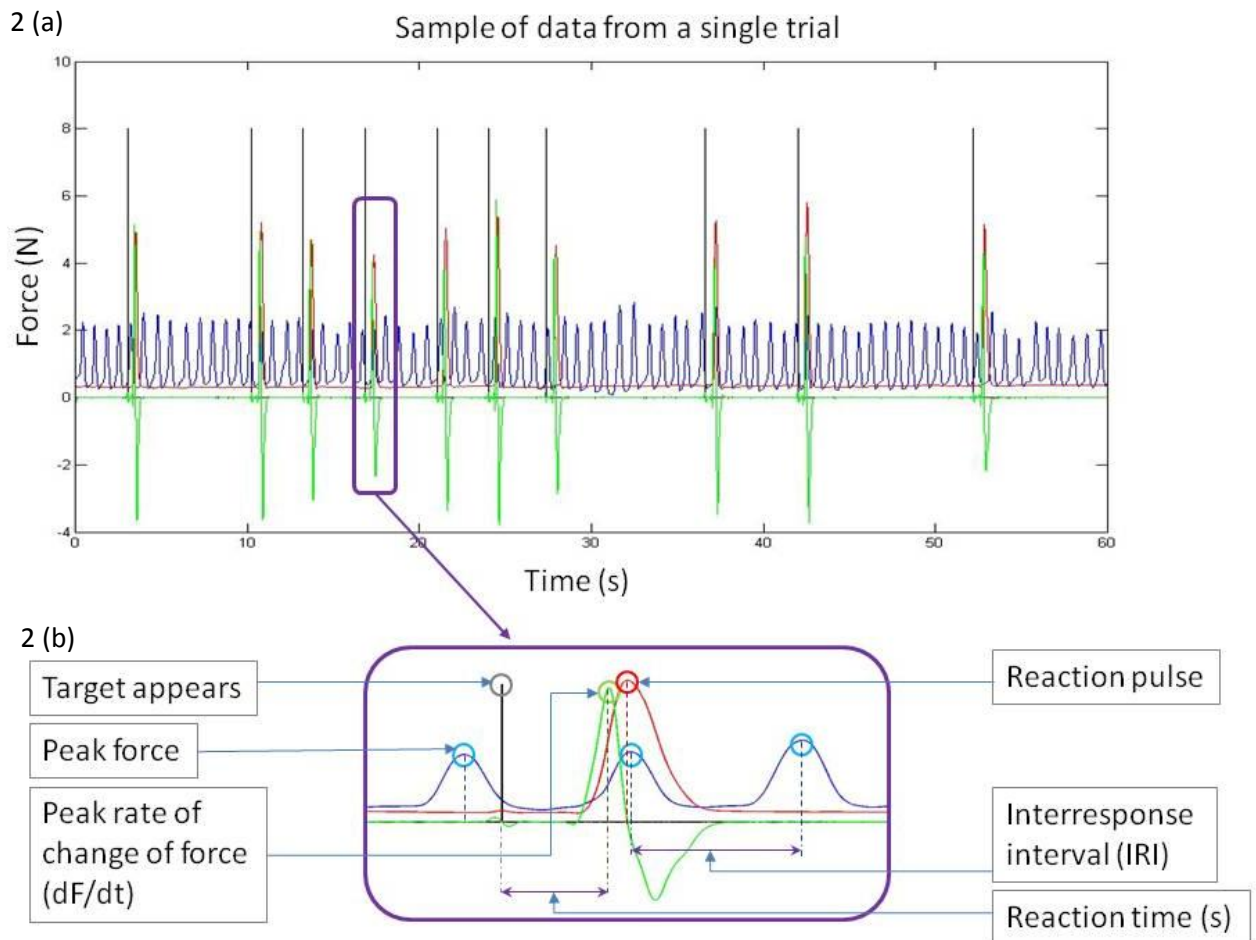 2 (a)
Sample of data from a single trial
10
8
6
4
2
0
-2
-4
Force (N)
0
10
20
30
40
50
60
Time (s)
2 (b)
Target appears
Peak force
Peak rate of
change of force
(dF/dt)
Reaction pulse
Interresponse
interval (IRI)
Reaction time (s)